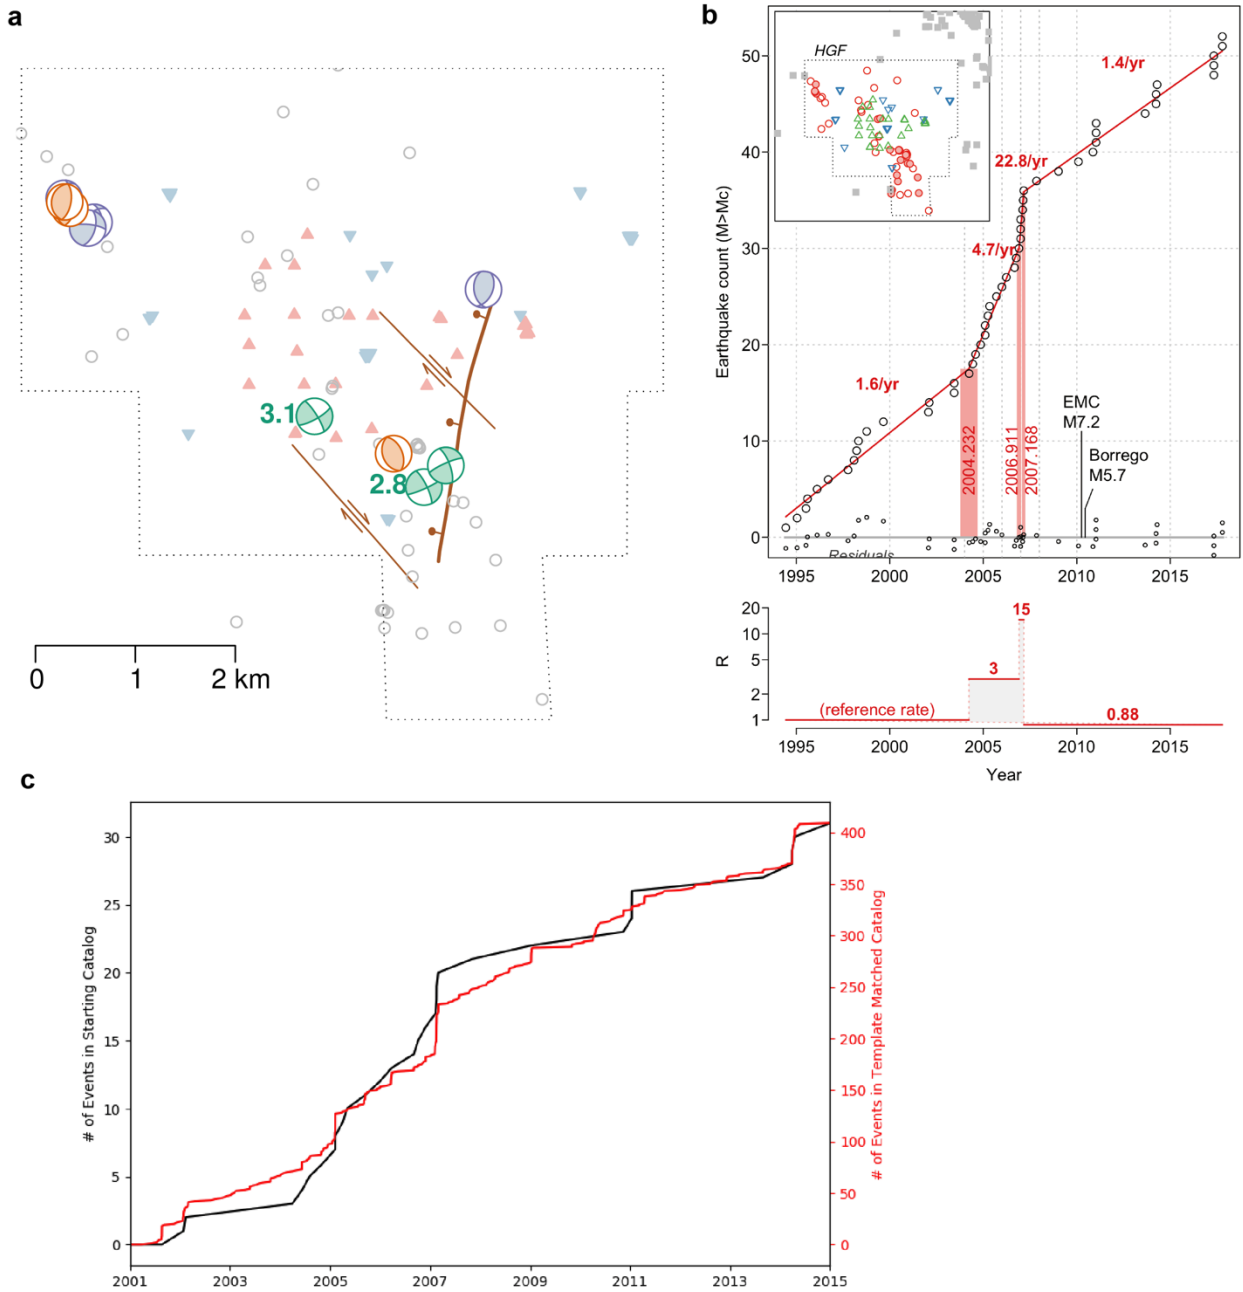 a
3.1
2.8
0
1
2 km
b
HGF
1.4/yr
22.8/yr
4.7/yr
1.6/yr
2004.232
2006.911
2007.168
EMC
M7.2
Borrego
M5.7
Residuals
Earthquake count (M>Mc)
50
40
30
20
10
0
1995
2000
2005
2010
2015
R
20
10
5
2
1
15
3
(reference rate)
0.88
1995
2000
2005
2010
2015
Year
c
# of Events in Starting Catalog
30
25
20
15
10
5
0
400
350
300
250
200
150
100
50
0
# of Events in Template Matched Catalog
2001
2003
2005
2007
2009
2011
2013
2015